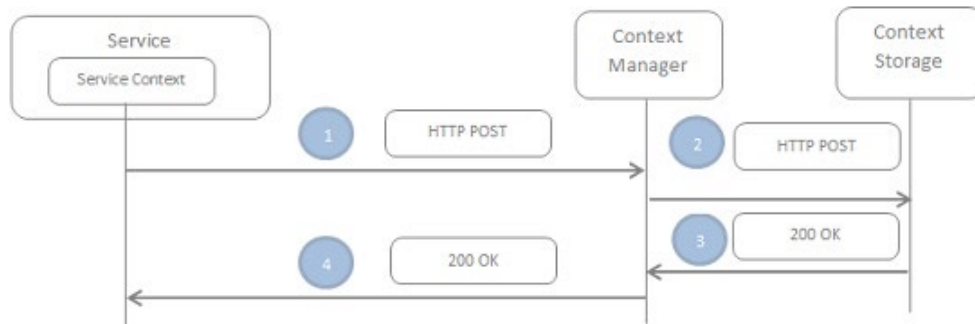 Service
Service Context
Context
Manager
Context
Storage
1
HTTP POST
2
HTTP POST
3
200 OK
4
200 OK